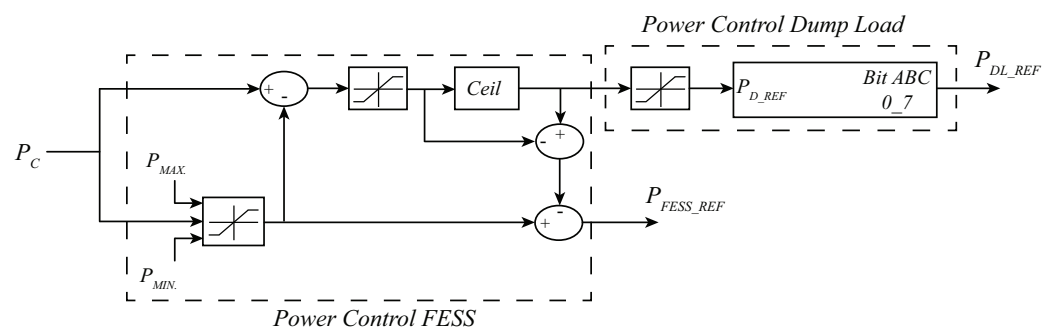 Power Control Dump Load
P_C
+
-
Ceil
P_D_REF
Bit ABC
0_7
P_DL_REF
-
+
P_MAX.
P_MIN.
+
-
P_FESS_REF
Power Control FESS